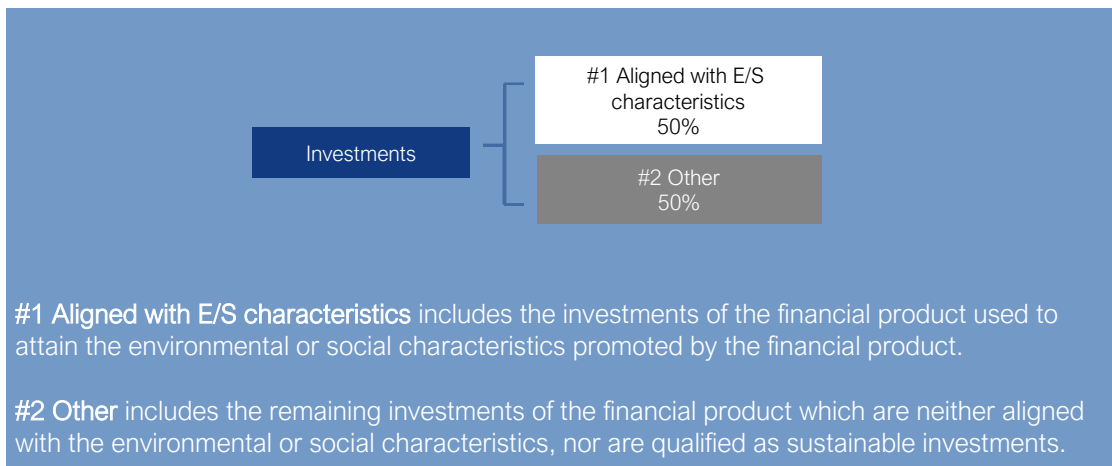 #1 Aligned with E/S
characteristics
50%
Investments
#2 Other
50%
#1 Aligned with E/S characteristics includes the investments of the financial product used to
attain the environmental or social characteristics promoted by the financial product.
#2 Other includes the remaining investments of the financial product which are neither aligned
with the environmental or social characteristics, nor are qualified as sustainable investments.